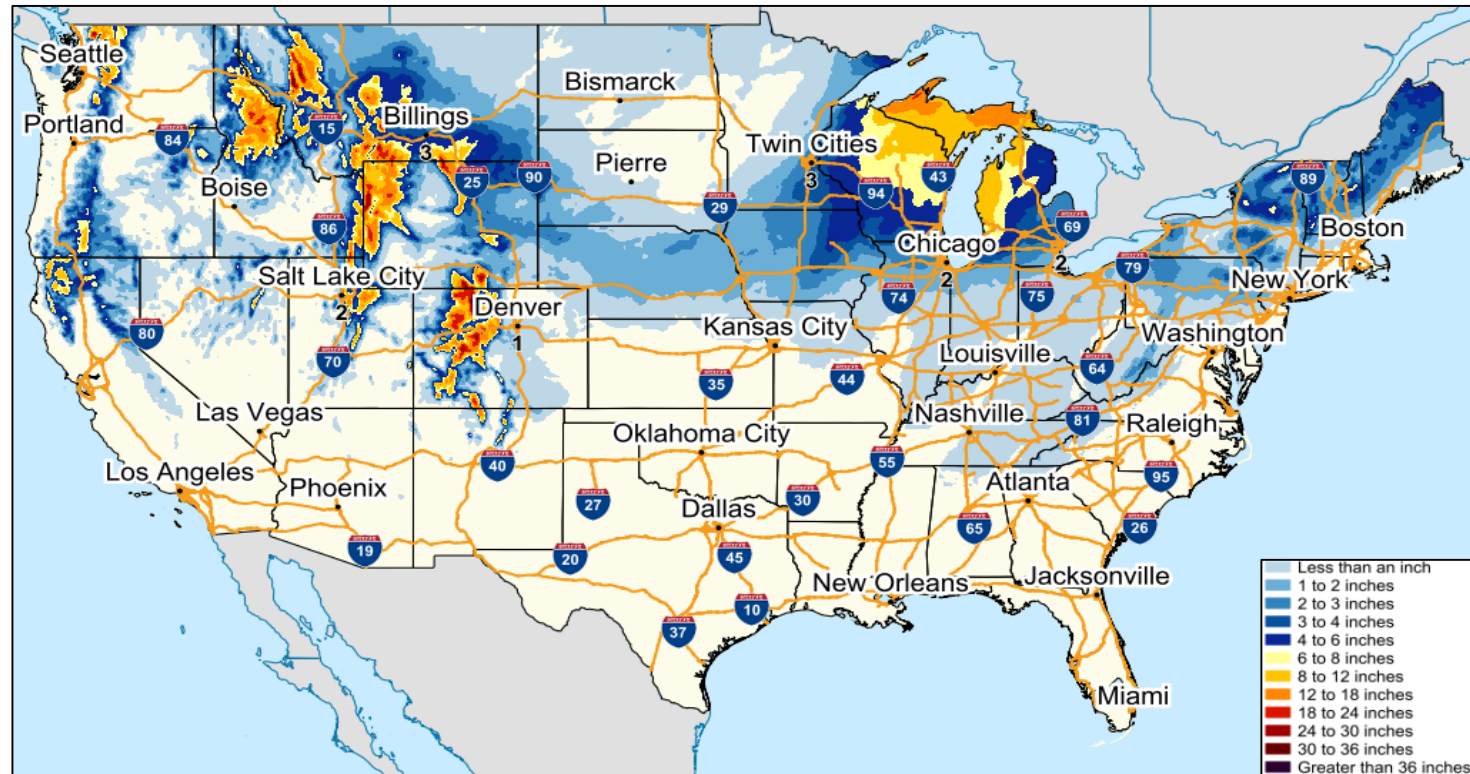 Seattle
Portland
84
15
Billings
3
Bismarck
Twin Cities
3
43
94
89
Boise
25
90
Pierre
29
69
Boston
86
Chicago
2
2
79
New York
Salt Lake City
2
Denver
1
74
75
80
Kansas City
Washington
70
35
44
Louisville
64
Las Vegas
Nashville
81
Raleigh
Oklahoma City
Los Angeles
40
55
95
Phoenix
27
30
Atlanta
Dallas
65
26
19
20
45
New Orleans
Jacksonville
10
37
Miami
Less than an inch
1 to 2 inches
2 to 3 inches
3 to 4 inches
4 to 6 inches
6 to 8 inches
8 to 12 inches
12 to 18 inches
18 to 24 inches
24 to 30 inches
30 to 36 inches
Greater than 36 inches